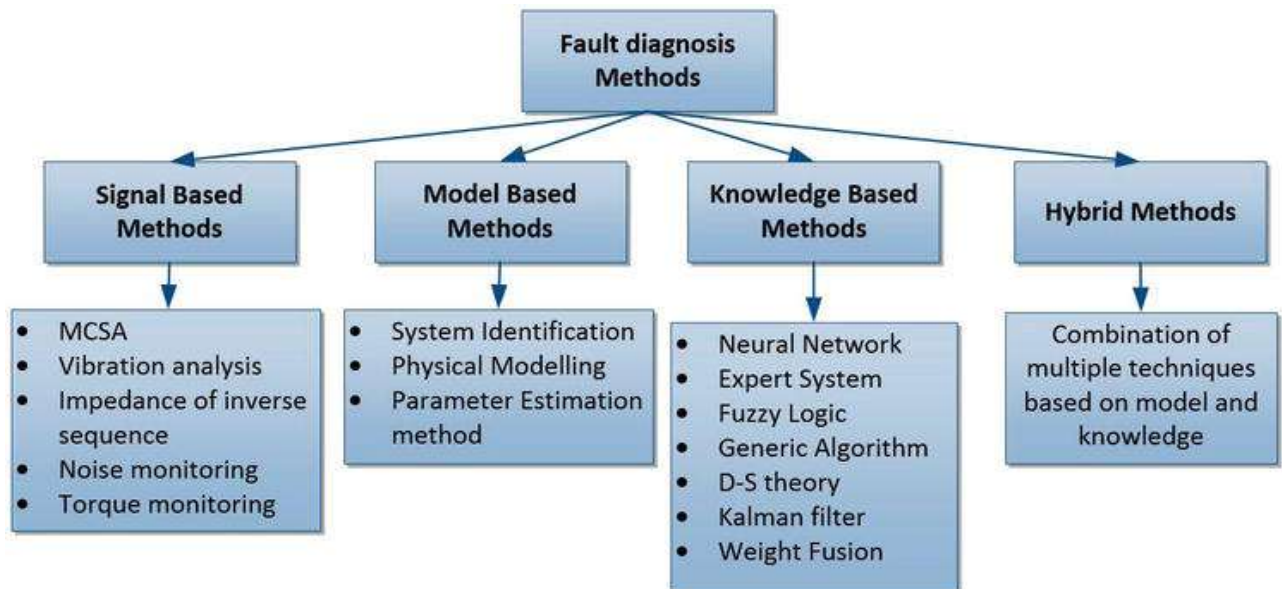 Fault diagnosis
Methods
Signal Based
Methods
Model Based
Methods
Knowledge Based
Methods
Hybrid Methods
• MCSA
• Vibration analysis
• Impedance of inverse
sequence
• Noise monitoring
• Torque monitoring
• System Identification
• Physical Modelling
• Parameter Estimation
method
• Neural Network
• Expert System
• Fuzzy Logic
• Generic Algorithm
• D-S theory
• Kalman filter
• Weight Fusion
Combination of
multiple techniques
based on model and
knowledge